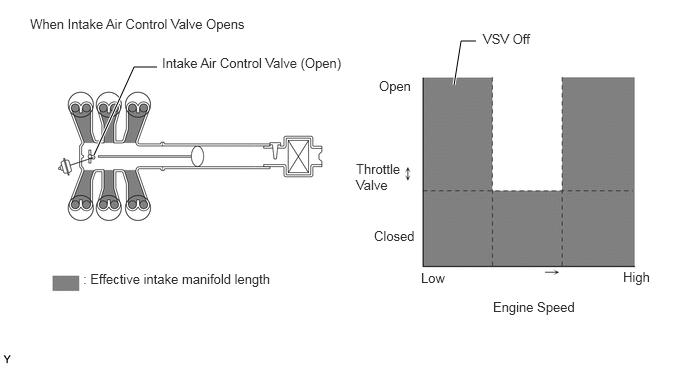 When Intake Air Control Valve Opens
Intake Air Control Valve (Open)
: Effective intake manifold length
VSV Off
Open
Throttle
Valve
Closed
Low
High
Engine Speed
Y